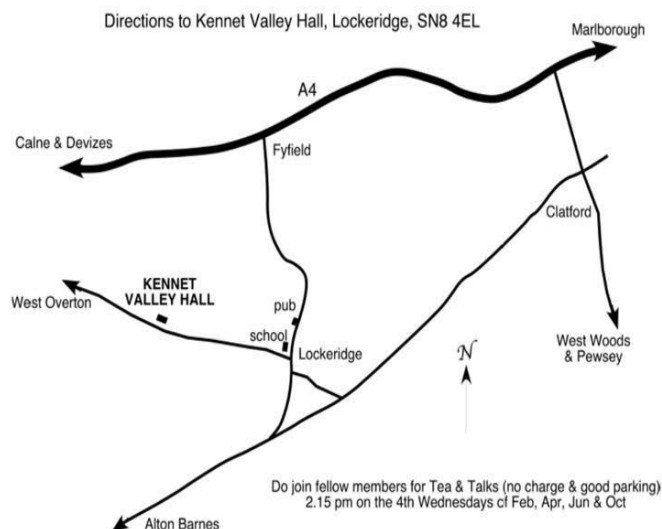 Directions to Kennet Valley Hall, Lockeridge, SN8 4EL
Marlborough
A4
Calne & Devizes
Fyfield
Clatford
KENNET
VALLEY HALL
West Overton
pub
school
Lockeridge
N
West Woods
& Pewsey
Do join fellow members for Tea & Talks (no charge & good parking)
2.15 pm on the 4th Wednesdays cf Feb, Apr, Jun & Oct
Alton Barnes